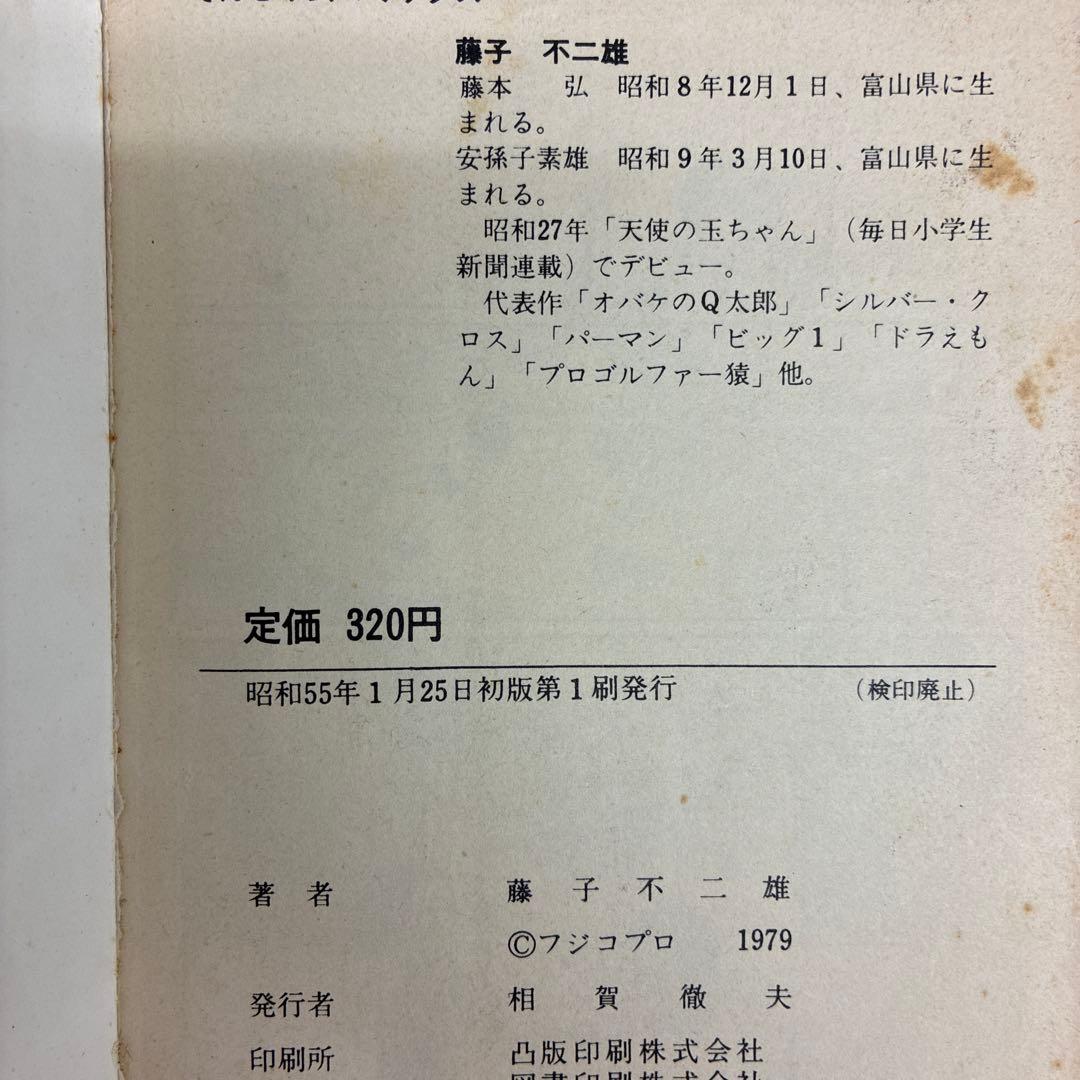 藤子 不二雄
藤本 弘 昭和8年12月1日、富山県に生
まれる。
安孫子素雄 昭和9年3月10日、富山県に生
まれる。
昭和27年「天使の玉ちゃん」(毎日小学生
新聞連載)でデビュー。
代表作「オバケのQ太郎」「シルバー・ク
ロス」「パーマン」「ビッグ1」「ドラえも
ん」「プロゴルファー猿」他。
定価 320円
昭和55年1月25日初版第1刷発行 (検印廃止)
著者 藤子不二雄
©フジコプロ 1979
発行者 相賀徹夫
印刷所 凸版印刷株式会社